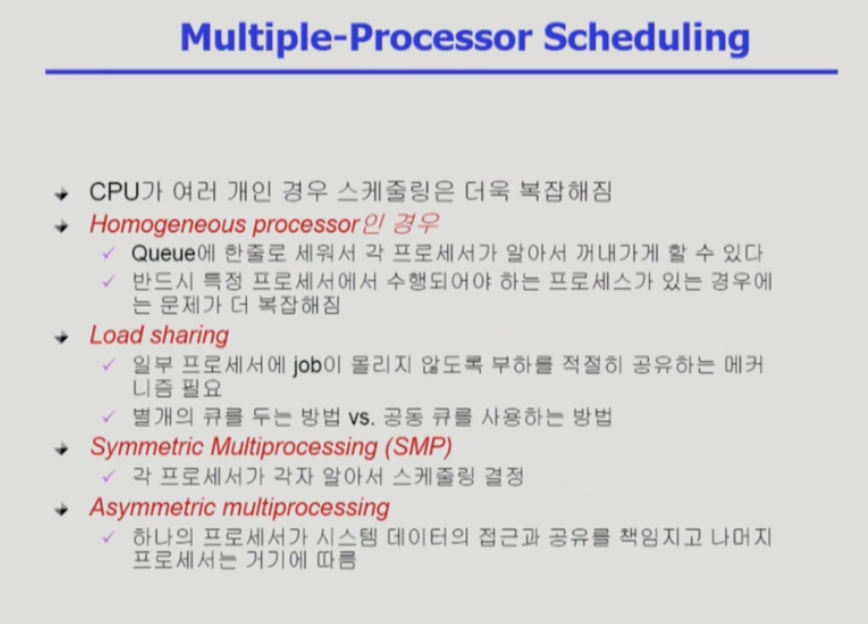 Multiple-Processor Scheduling
CPU가 여러 개인 경우 스케줄링은 더욱 복잡해짐
Homogeneous processor인 경우
Queue에 한줄로 세워서 각 프로세서가 알아서 꺼내가게 할 수 있다
반드시 특정 프로세서에서 수행되어야 하는 프로세스가 있는 경우에
는 문제가 더 복잡해짐
Load sharing
일부 프로세서에 job이 몰리지 않도록 부하를 적절히 공유하는 메커
니즘 필요
별개의 큐를 두는 방법 vs. 공동 큐를 사용하는 방법
Symmetric Multiprocessing (SMP)
각 프로세서가 각자 알아서 스케줄링 결정
Asymmetric multiprocessing
하나의 프로세서가 시스템 데이터의 접근과 공유를 책임지고 나머지
프로세서는 거기에 따름